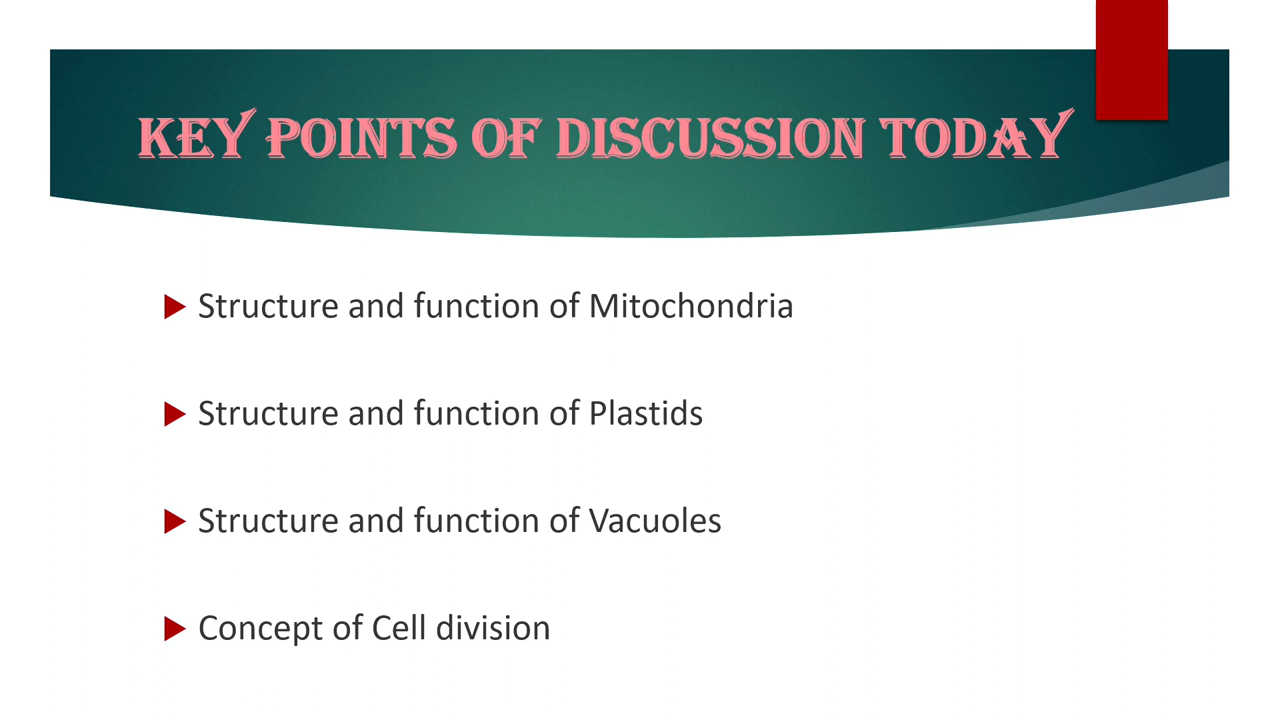 KEY POINTS OF DISCUSSION TODAY
Structure and function of Mitochondria
Structure and function of Plastids
Structure and function of Vacuoles
Concept of Cell division